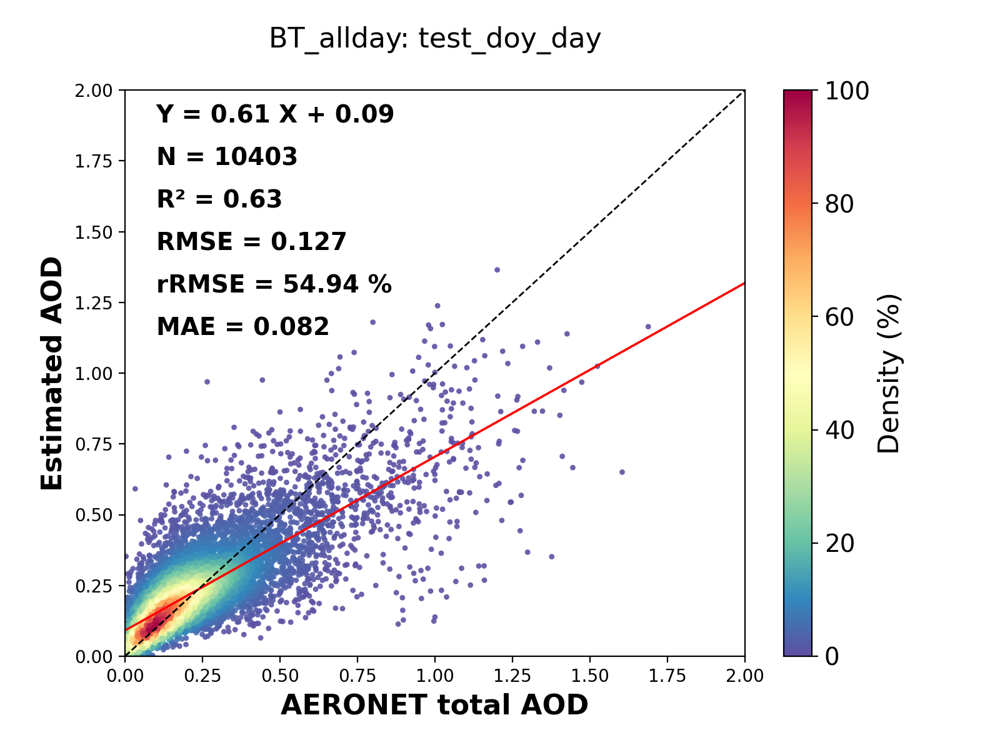 BT_allday: test_doy_day
Y = 0.61 X + 0.09
N = 10403
R² = 0.63
RMSE = 0.127
rRMSE = 54.94 %
MAE = 0.082
2.00
1.75
1.50
1.25
1.00
0.75
0.50
0.25
0.00
Estimated AOD
0.00 0.25 0.50 0.75 1.00 1.25 1.50 1.75 2.00
AERONET total AOD
100
80
60
40
20
0
Density (%)